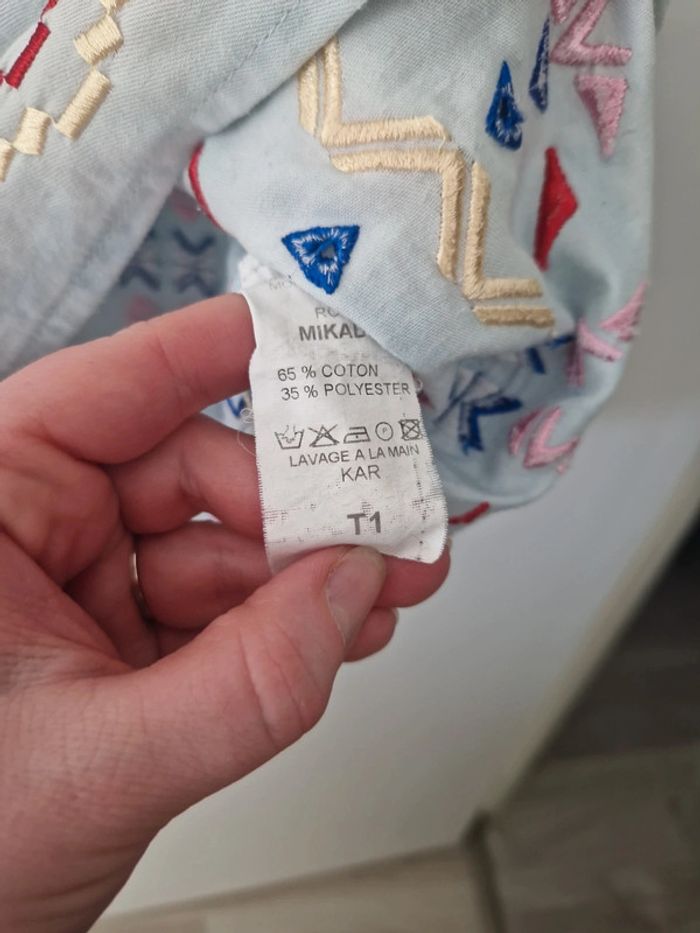 MIKAD
65 % COTON
35 % POLYESTER
P
LAVAGE A LA MAIN
KAR
T1